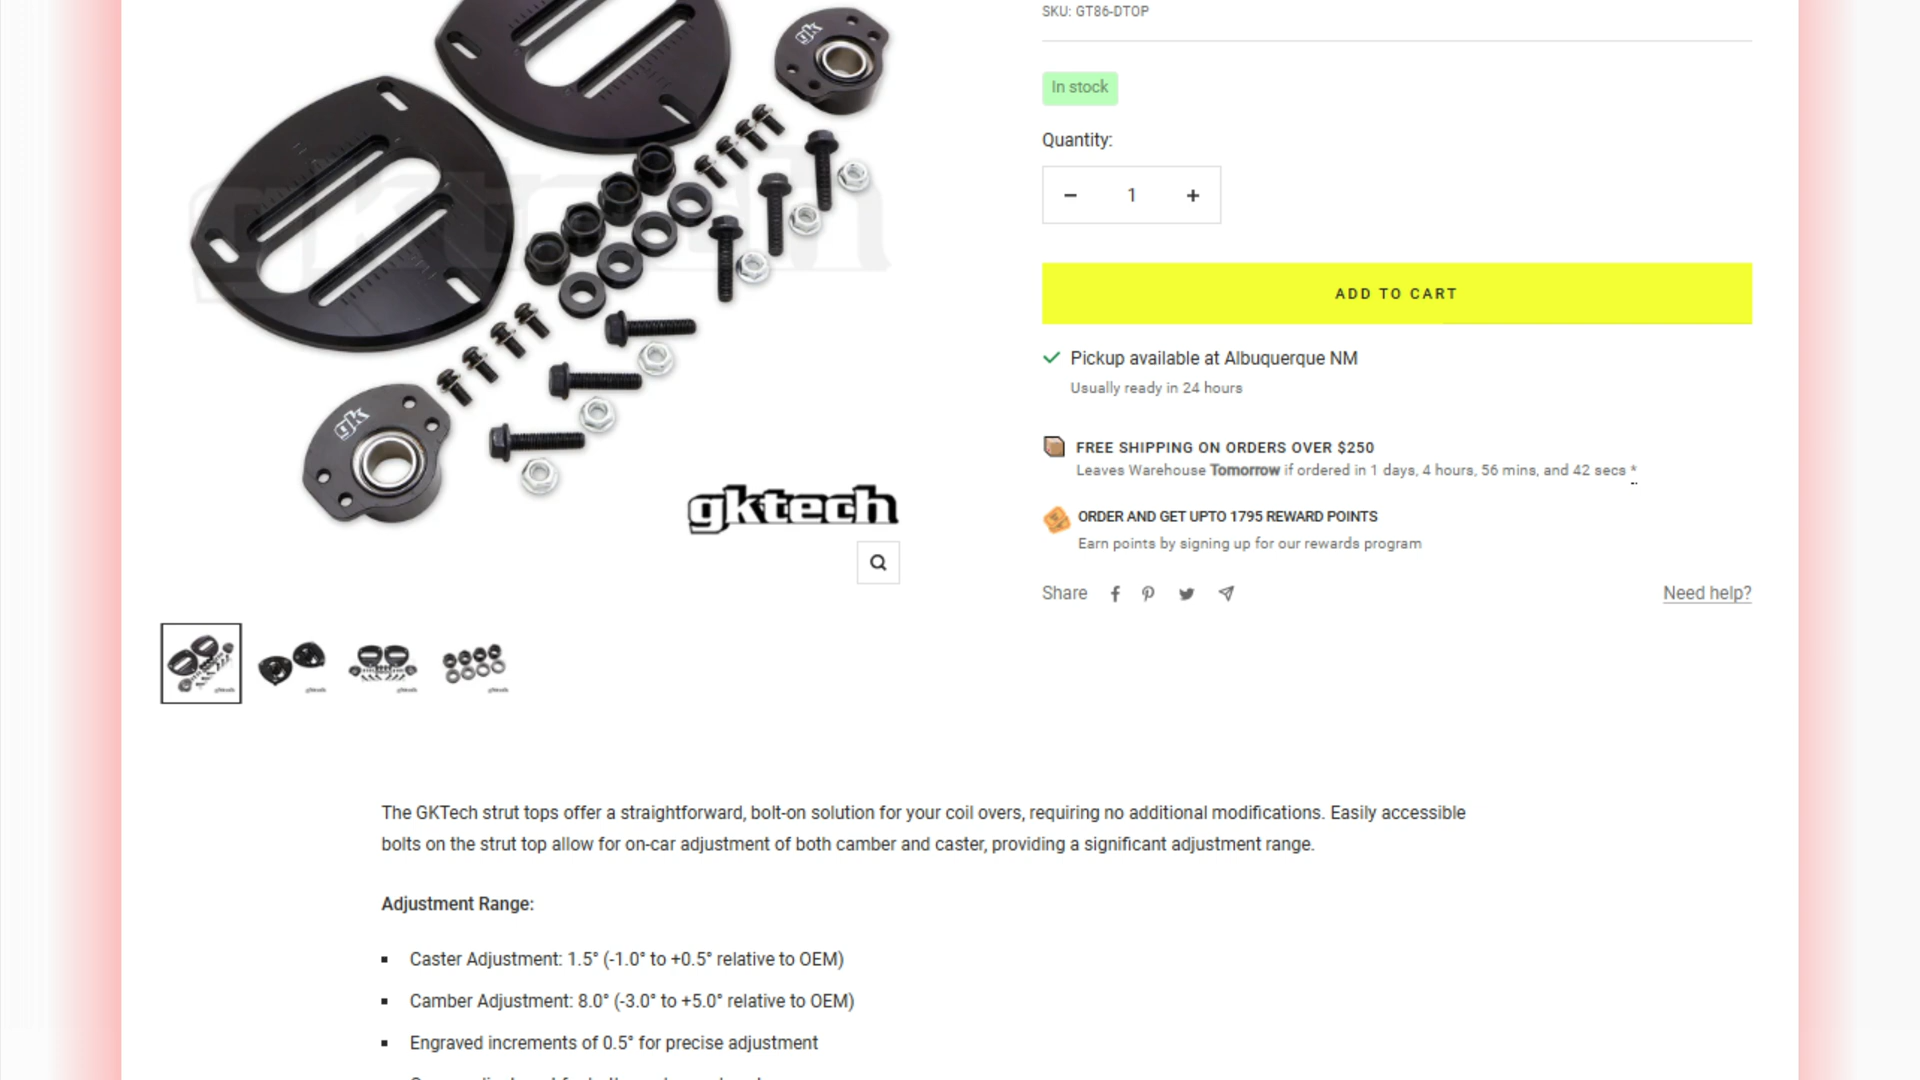 SKU: GT86-DTOP
In stock
Quantity:
− 1 +
ADD TO CART
Pickup available at Albuquerque NM
Usually ready in 24 hours
FREE SHIPPING ON ORDERS OVER $250
Leaves Warehouse Tomorrow if ordered in 1 days, 4 hours, 56 mins, and 42 secs *
ORDER AND GET UPTO 1795 REWARD POINTS
Earn points by signing up for our rewards program
Share
Need help?
gk
gk
gktech
gktech
The GKTech strut tops offer a straightforward, bolt-on solution for your coil overs, requiring no additional modifications. Easily accessible
bolts on the strut top allow for on-car adjustment of both camber and caster, providing a significant adjustment range.
Adjustment Range:
Caster Adjustment: 1.5° (-1.0° to +0.5° relative to OEM)
Camber Adjustment: 8.0° (-3.0° to +5.0° relative to OEM)
Engraved increments of 0.5° for precise adjustment